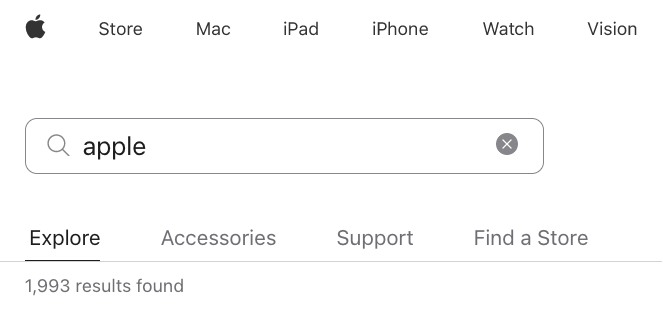 Store Mac iPad iPhone Watch Vision
apple
Explore Accessories Support Find a Store
1,993 results found